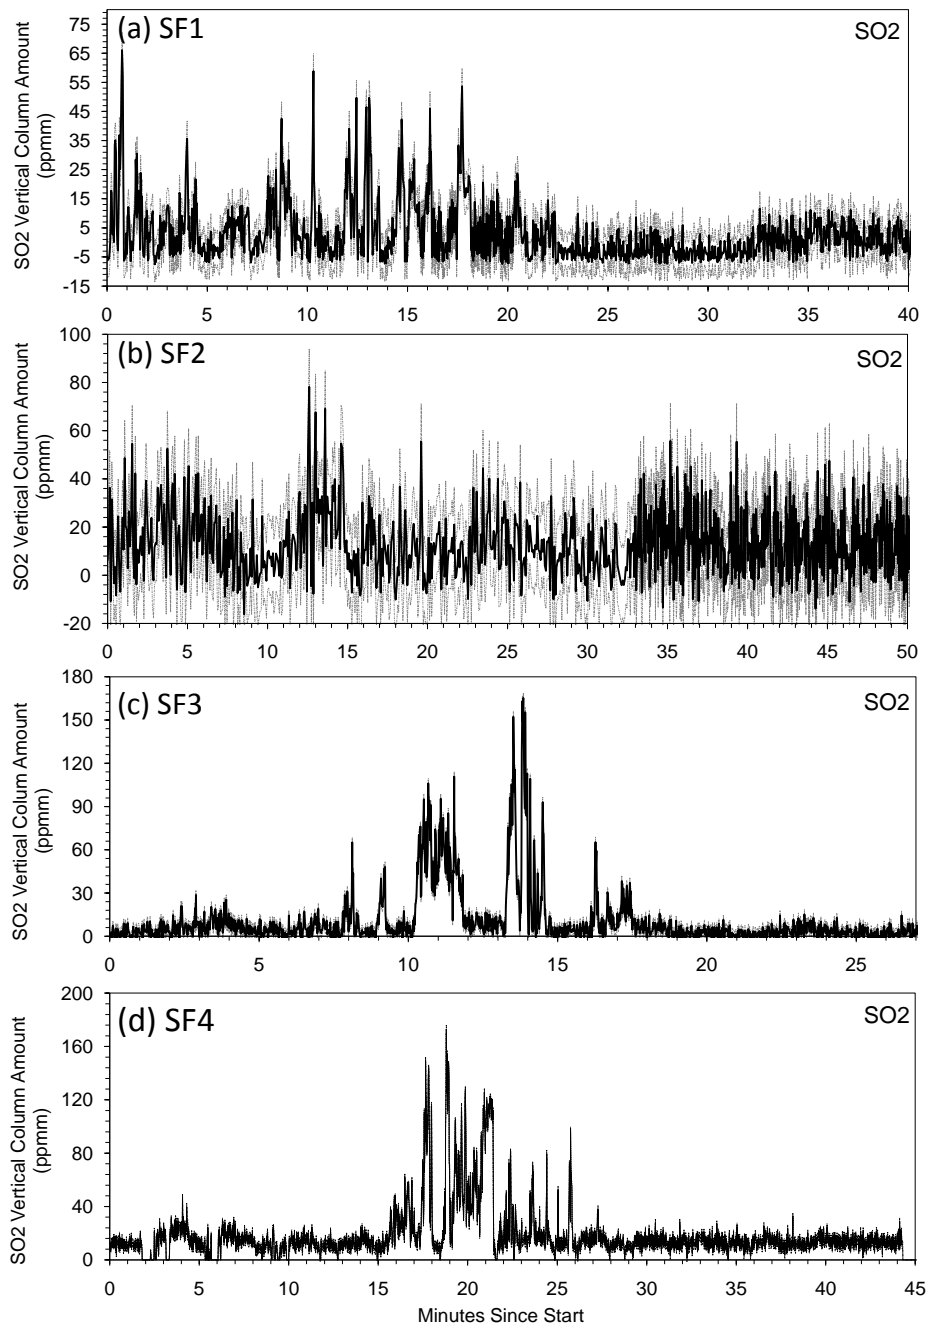 (a) SF1
SO2
SO2 Vertical Column Amount
(ppmm)
75
65
55
45
35
25
15
5
-5
-15
0 5 10 15 20 25 30 35 40
(b) SF2
SO2
SO2 Vertical Column Amount
(ppmm)
100
80
60
40
20
0
-20
0 5 10 15 20 25 30 35 40 45 50
(c) SF3
SO2
SO2 Vertical Colum Amount
(ppmm)
180
150
120
90
60
30
0
0 5 10 15 20 25
(d) SF4
SO2
SO2 Vertical Column Amount
(ppmm)
200
160
120
80
40
0
0 5 10 15 20 25 30 35 40 45
Minutes Since Start